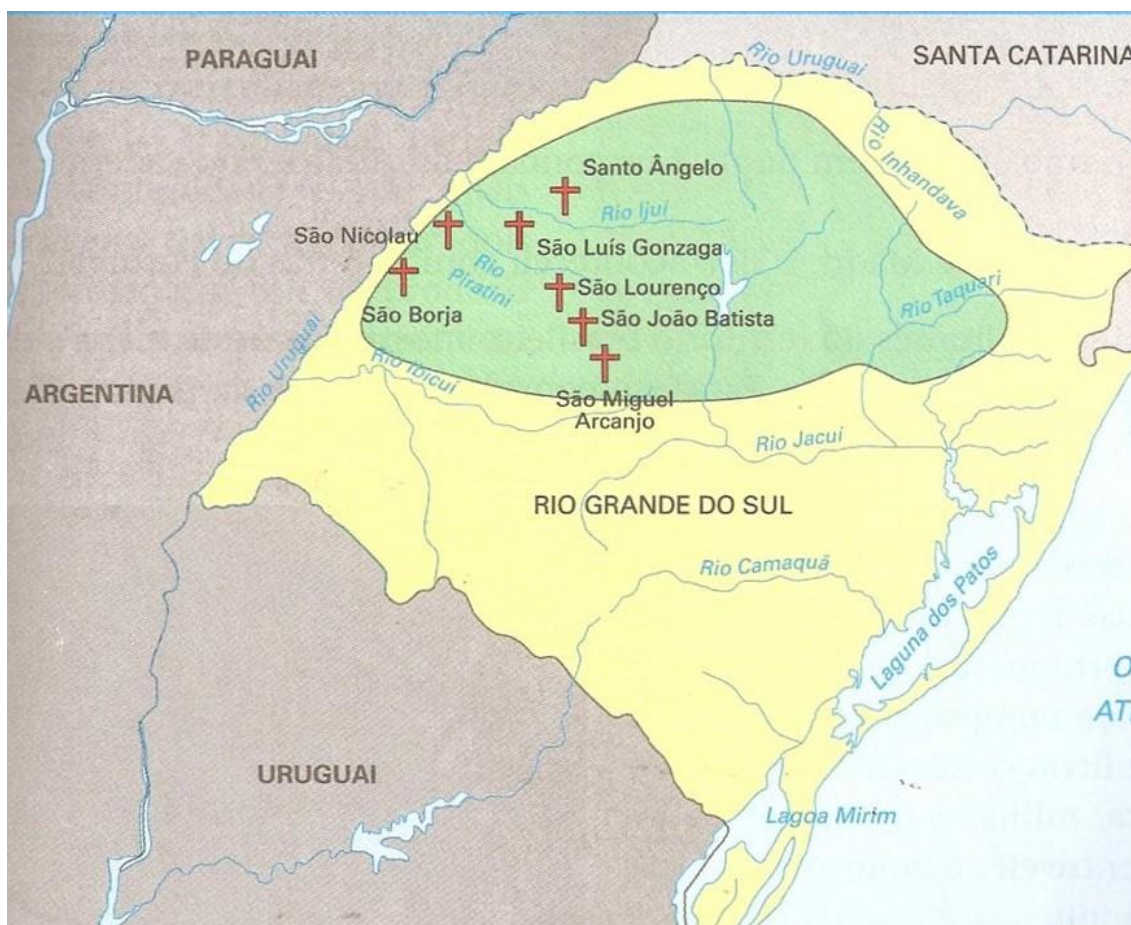 PARAGUAI
SANTA CATARINA
Rio Uruguai
Rio Inhandava
Santo Ângelo
Rio Ijuí
São Nicolau
São Luís Gonzaga
Rio Piratini
São Lourenço
Rio Taquari
São Borja
São João Batista
Rio Uruguai
Rio Ibicuí
ARGENTINA
São Miguel
Arcanjo
Rio Jacuí
RIO GRANDE DO SUL
Rio Camaquã
Laguna dos Patos
O
AT
URUGUAI
Lagoa Mirim